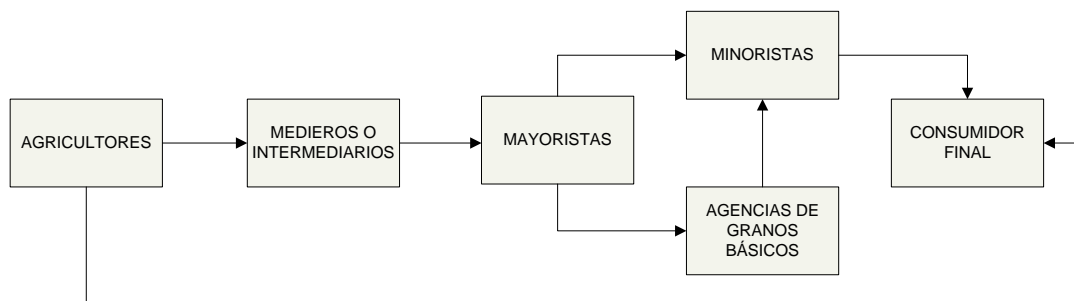 AGRICULTORES
MEDIEROS O
INTERMEDIARIOS
MAYORISTAS
MINORISTAS
AGENCIAS DE
GRANOS
BÁSICOS
CONSUMIDOR
FINAL